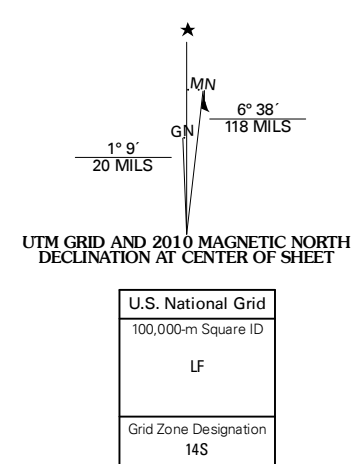 MN
6° 38´
118 MILS
GN
1° 9´
20 MILS
UTM GRID AND 2010 MAGNETIC NORTH
DECLINATION AT CENTER OF SHEET
U.S. National Grid
100,000-m Square ID
LF
Grid Zone Designation
14S